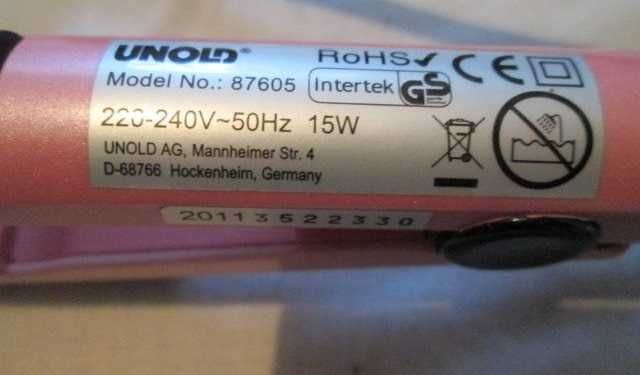 UNOLD®
RoHS✓ CE
Model No.: 87605
Intertek GS
220-240V~50Hz 15W
UNOLD AG, Mannheimer Str. 4
D-68766 Hockenheim, Germany
20113522330